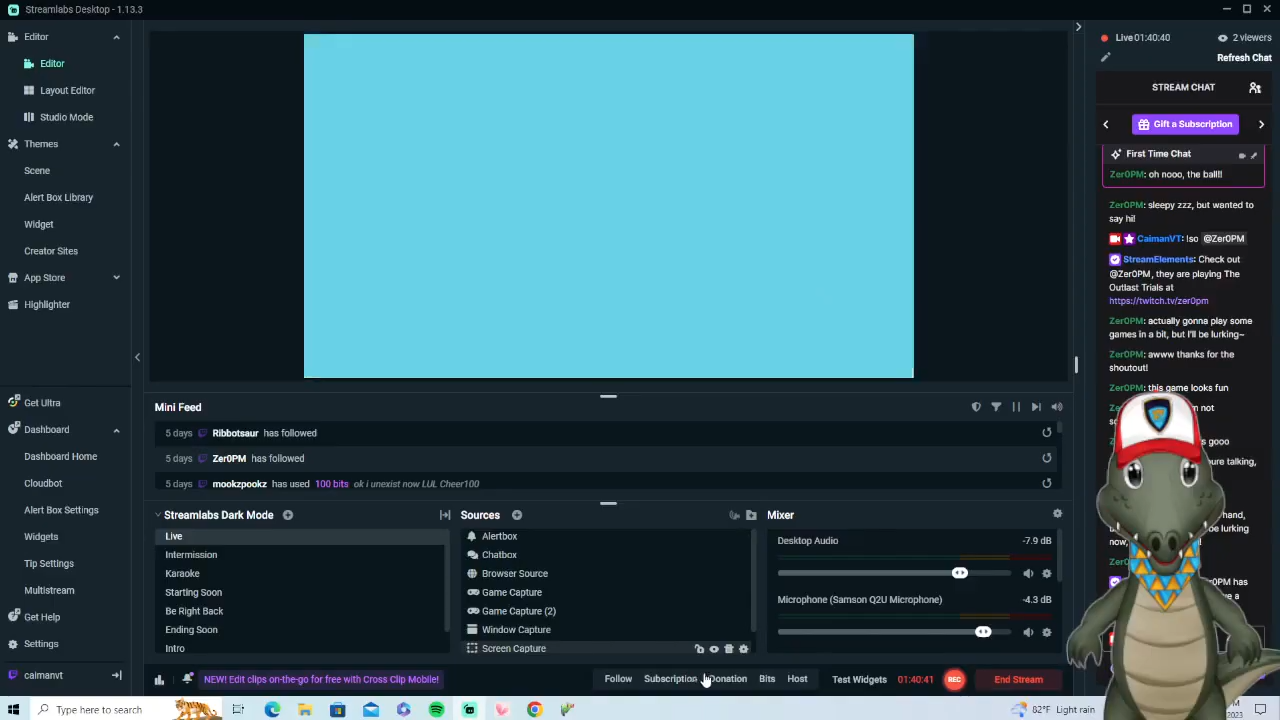 Streamlabs Desktop - 1.13.3
Editor
Editor
Layout Editor
Studio Mode
Themes
Scene
Alert Box Library
Widget
Creator Sites
App Store
Highlighter
Get Ultra
Dashboard
Dashboard Home
Cloudbot
Alert Box Settings
Widgets
Tip Settings
Multistream
Get Help
Settings
caimanvt
Mini Feed
5 days Ribbotsaur has followed
5 days Zer0PM has followed
5 days mookzpookz has used 100 bits ok i unexist now LUL Cheer100
Streamlabs Dark Mode
Live
Intermission
Karaoke
Starting Soon
Be Right Back
Ending Soon
Intro
Sources
Alertbox
Chatbox
Browser Source
Game Capture
Game Capture (2)
Window Capture
Screen Capture
Mixer
Desktop Audio -7.9 dB
Microphone (Samson Q2U Microphone) -4.3 dB
NEW! Edit clips on-the-go for free with Cross Clip Mobile!
Follow Subscription Donation Bits Host
Test Widgets 01:40:41 REC End Stream
Live 01:40:40 2 viewers
Refresh Chat
STREAM CHAT
Gift a Subscription
First Time Chat
Zer0PM: oh nooo, the ball!!
Zer0PM: sleepy zzz, but wanted to
say hi!
CaimanVT: !so @Zer0PM
StreamElements: Check out
@Zer0PM, they are playing The
Outlast Trials at
https://twitch.tv/zer0pm
Zer0PM: actually gonna play some
games in a bit, but I'll be lurking~
Zer0PM: awww thanks for the
shoutout!
Zer0PM: this game looks fun
Type here to search
82°F Light rain